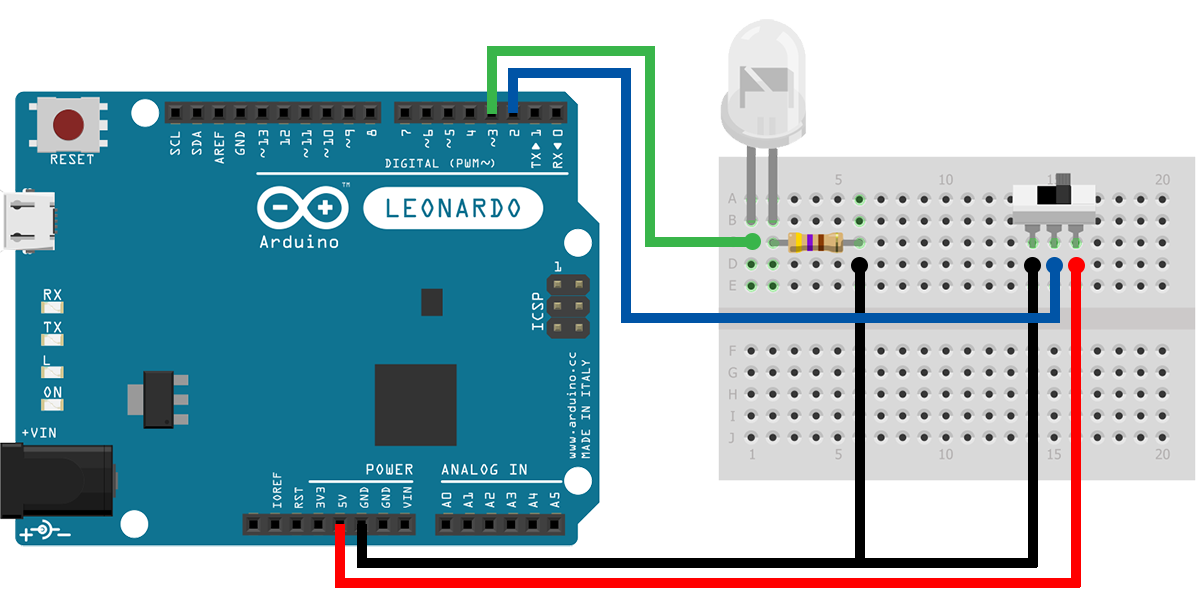 SCL SDA AREF GND ~13 12 ~11 ~10 ~9 8 7 ~6 ~5 4 ~3 2 TX▶1 RX◀0
RESET
DIGITAL (PWM~)
™
LEONARDO
Arduino
1
ICSP
RX
TX
L
ON
+VIN
www.arduino.cc
MADE IN ITALY
POWER
ANALOG IN
IOREF RST 3V3 5V GND GND VIN A0 A1 A2 A3 A4 A5
+ -
5 10 15 20
A
B
D
E
F
G
H
I
J
1 5 10 15 20